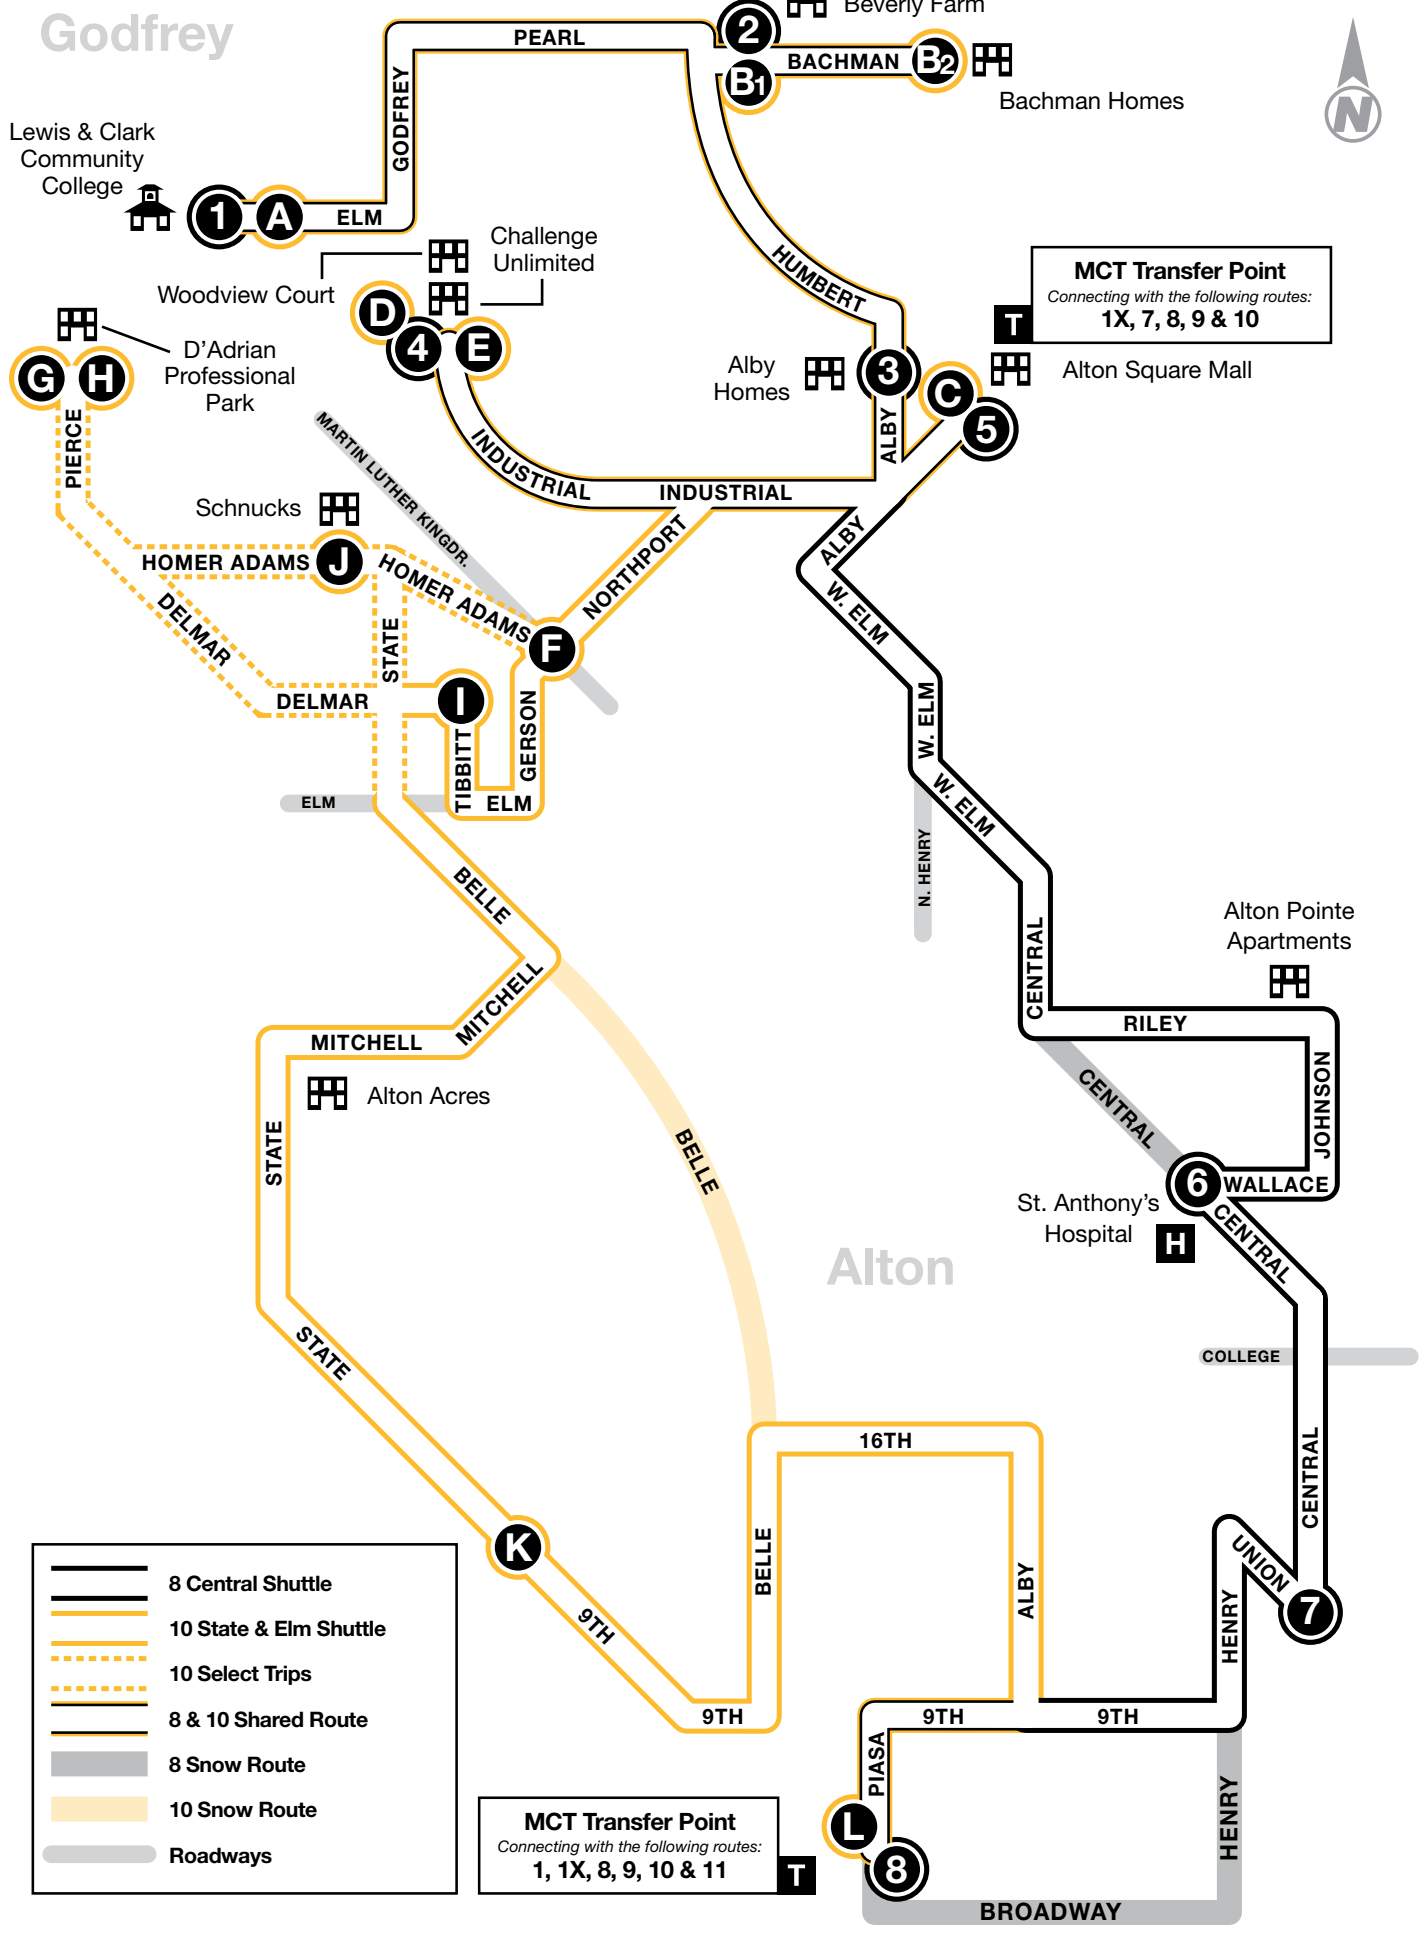 Godfrey
Beverly Farm
2
PEARL
BACHMAN
B2
B1
Bachman Homes
N
GODFREY
Lewis & Clark
Community
College
1
A
ELM
Challenge
Unlimited
Woodview Court
HUMBERT
MCT Transfer Point
Connecting with the following routes:
1X, 7, 8, 9 & 10
T
D
4
E
D'Adrian
Professional
Park
G
H
Alby
Homes
3
C
5
Alton Square Mall
PIERCE
MARTIN LUTHER KINGDR.
ALBY
INDUSTRIAL
INDUSTRIAL
Schnucks
HOMER ADAMS
J
HOMER ADAMS
NORTHPORT
ALBY
W. ELM
DELMAR
STATE
F
DELMAR
I
GERSON
W. ELM
TIBBITT
ELM
ELM
W. ELM
N. HENRY
BELLE
Alton Pointe
Apartments
CENTRAL
MITCHELL
MITCHELL
RILEY
Alton Acres
CENTRAL
JOHNSON
STATE
BELLE
6
WALLACE
St. Anthony's
Hospital
H
CENTRAL
Alton
STATE
COLLEGE
16TH
CENTRAL
K
BELLE
ALBY
UNION
7
HENRY
9TH
9TH
9TH
9TH
PIASA
8 Central Shuttle
10 State & Elm Shuttle
10 Select Trips
8 & 10 Shared Route
8 Snow Route
10 Snow Route
Roadways
MCT Transfer Point
Connecting with the following routes:
1, 1X, 8, 9, 10 & 11
T
L
8
HENRY
BROADWAY